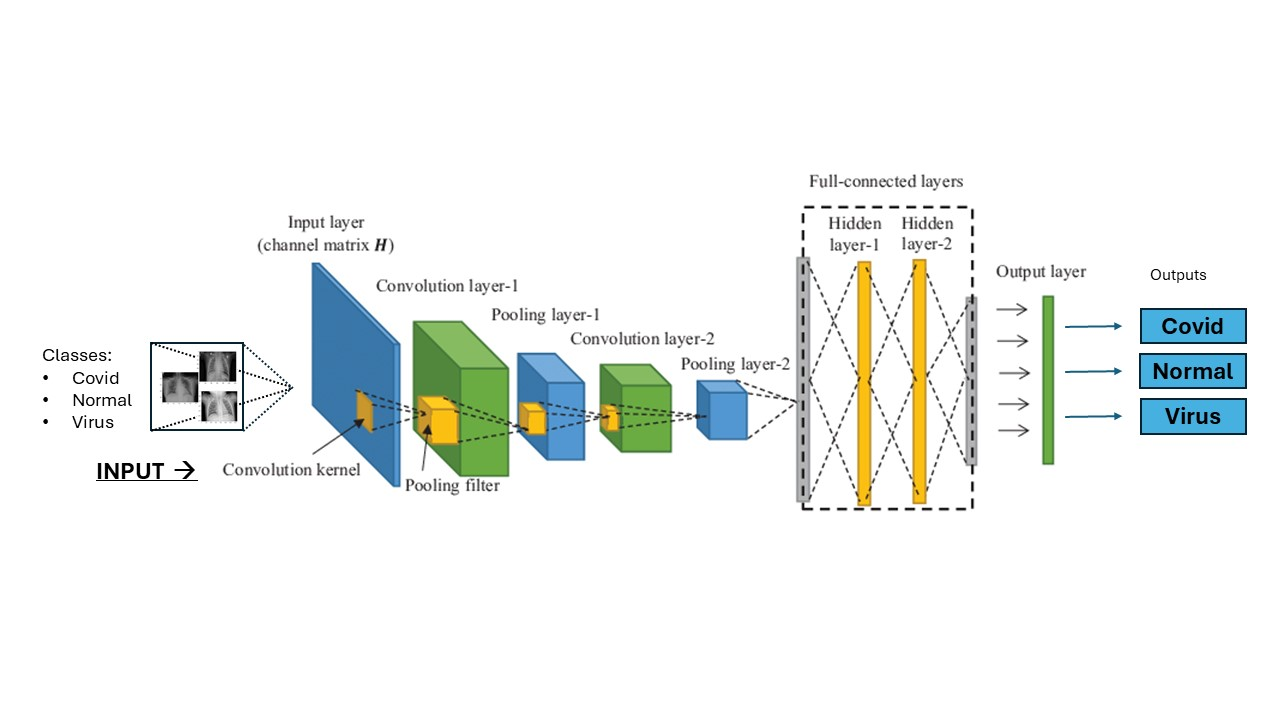 Classes:
• Covid
• Normal
• Virus
INPUT →
Input layer
(channel matrix H)
Convolution kernel
Convolution layer-1
Pooling filter
Pooling layer-1
Convolution layer-2
Pooling layer-2
Full-connected layers
Hidden
layer-1
Hidden
layer-2
Output layer
Outputs
Covid
Normal
Virus